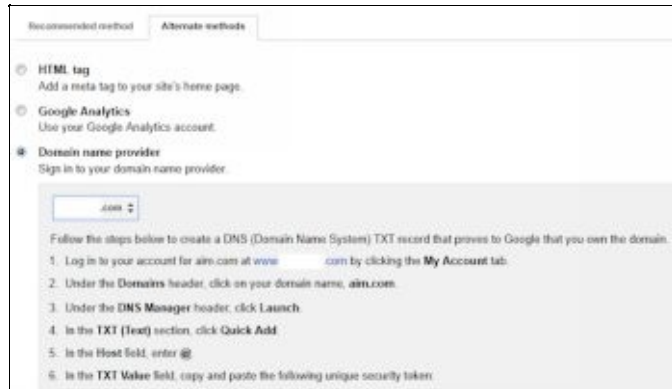 Recommended method Alternate methods
HTML tag
Add a meta tag to your site's home page.
Google Analytics
Use your Google Analytics account.
Domain name provider
Sign in to your domain name provider.
.com
Follow the steps below to create a DNS (Domain Name System) TXT record that proves to Google that you own the domain.
1. Log in to your account for aim.com at www .com by clicking the My Account tab.
2. Under the Domains header, click on your domain name, aim.com.
3. Under the DNS Manager header, click Launch.
4. In the TXT (Text) section, click Quick Add.
5. In the Host field, enter @.
6. In the TXT Value field, copy and paste the following unique security token: